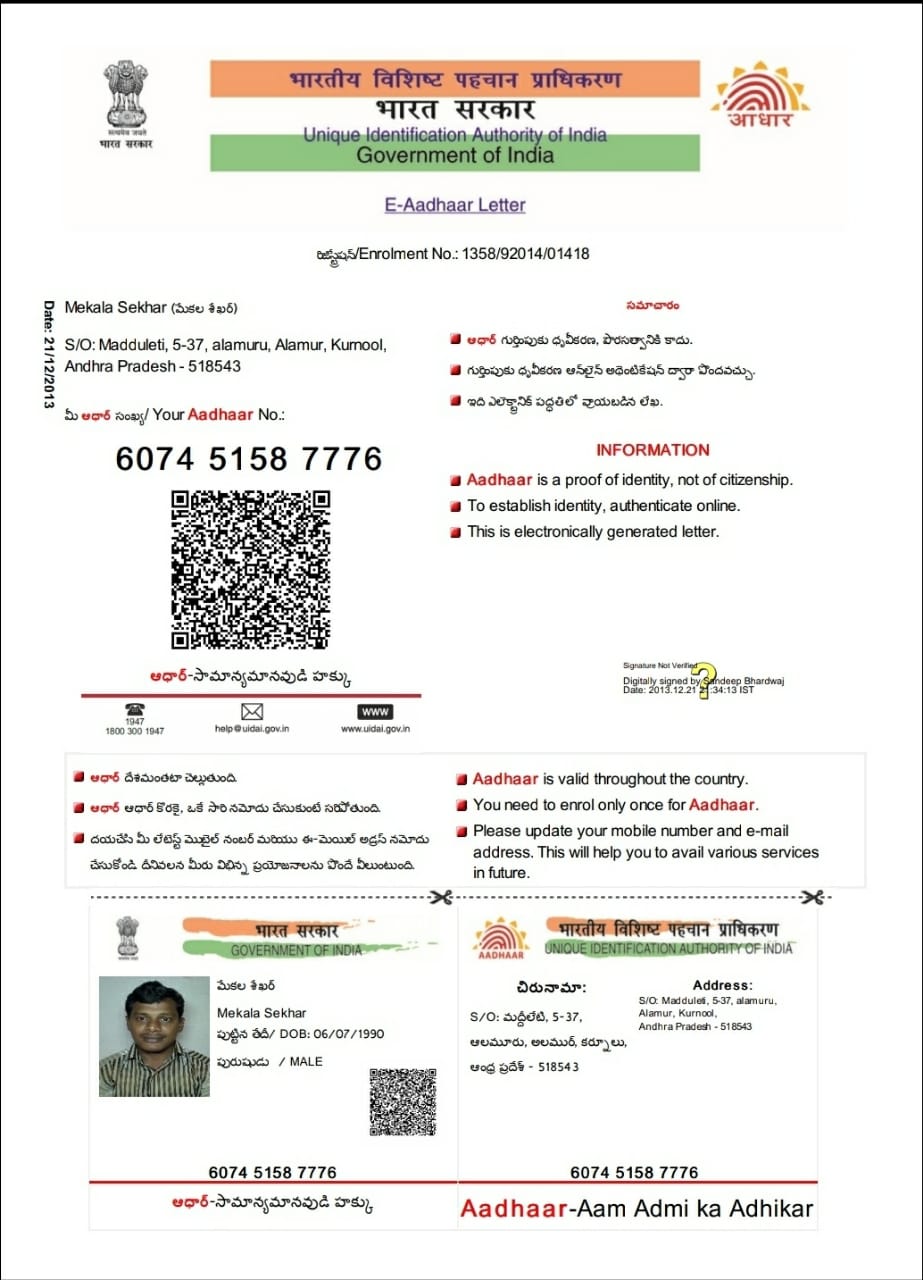 सत्यमेव जयते
भारत सरकार
भारतीय विशिष्ट पहचान प्राधिकरण
भारत सरकार
Unique Identification Authority of India
Government of India
आधार
E-Aadhaar Letter
రిజిస్ట్రేషన్/Enrolment No.: 1358/92014/01418
Date: 21/12/2013
Mekala Sekhar (మేకల శేఖర్)
S/O: Madduleti, 5-37, alamuru, Alamur, Kurnool,
Andhra Pradesh - 518543
మీ ఆధార్ సంఖ్య/ Your Aadhaar No.:
6074 5158 7776
ఆధార్-సామాన్యమానవుడి హక్కు
1947
1800 300 1947
help@uidai.gov.in
www
www.uidai.gov.in
సమాచారం
ఆధార్ గుర్తింపుకు ధృవీకరణ, పౌరసత్వానికి కాదు.
గుర్తింపుకు ధృవీకరణ ఆన్‌లైన్ అథెంటికేషన్ ద్వారా పొందవచ్చు.
ఇది ఎలెక్ట్రానిక్ పద్ధతిలో వ్రాయబడిన లేఖ.
INFORMATION
Aadhaar is a proof of identity, not of citizenship.
To establish identity, authenticate online.
This is electronically generated letter.
Signature Not Verified
Digitally signed by Sandeep Bhardwaj
Date: 2013.12.21 21:34:13 IST
ఆధార్ దేశమంతటా చెల్లుతుంది.
ఆధార్ ఆధార్ కొరకై, ఒకే సారి నమోదు చేసుకుంటే సరిపోతుంది.
దయచేసి మీ లేటెస్ట్ మొబైల్ నంబర్ మరియు ఈ-మెయిల్ అడ్రస్ నమోదు
చేసుకోండి. దీనివలన మీరు విభిన్న ప్రయోజనాలను పొందే వీలుంటుంది.
Aadhaar is valid throughout the country.
You need to enrol only once for Aadhaar.
Please update your mobile number and e-mail
address. This will help you to avail various services
in future.
भारत सरकार
GOVERNMENT OF INDIA
మేకల శేఖర్
Mekala Sekhar
పుట్టిన తేదీ/ DOB: 06/07/1990
పురుషుడు / MALE
6074 5158 7776
ఆధార్-సామాన్యమానవుడి హక్కు
AADHAAR
भारतीय विशिष्ट पहचान प्राधिकरण
UNIQUE IDENTIFICATION AUTHORITY OF INDIA
చిరునామా:
S/O: మద్దిలేటి, 5-37,
ఆలమూరు, అలముర్, కర్నూలు,
ఆంధ్ర ప్రదేశ్ - 518543
Address:
S/O: Madduleti, 5-37, alamuru,
Alamur, Kurnool,
Andhra Pradesh - 518543
6074 5158 7776
Aadhaar-Aam Admi ka Adhikar